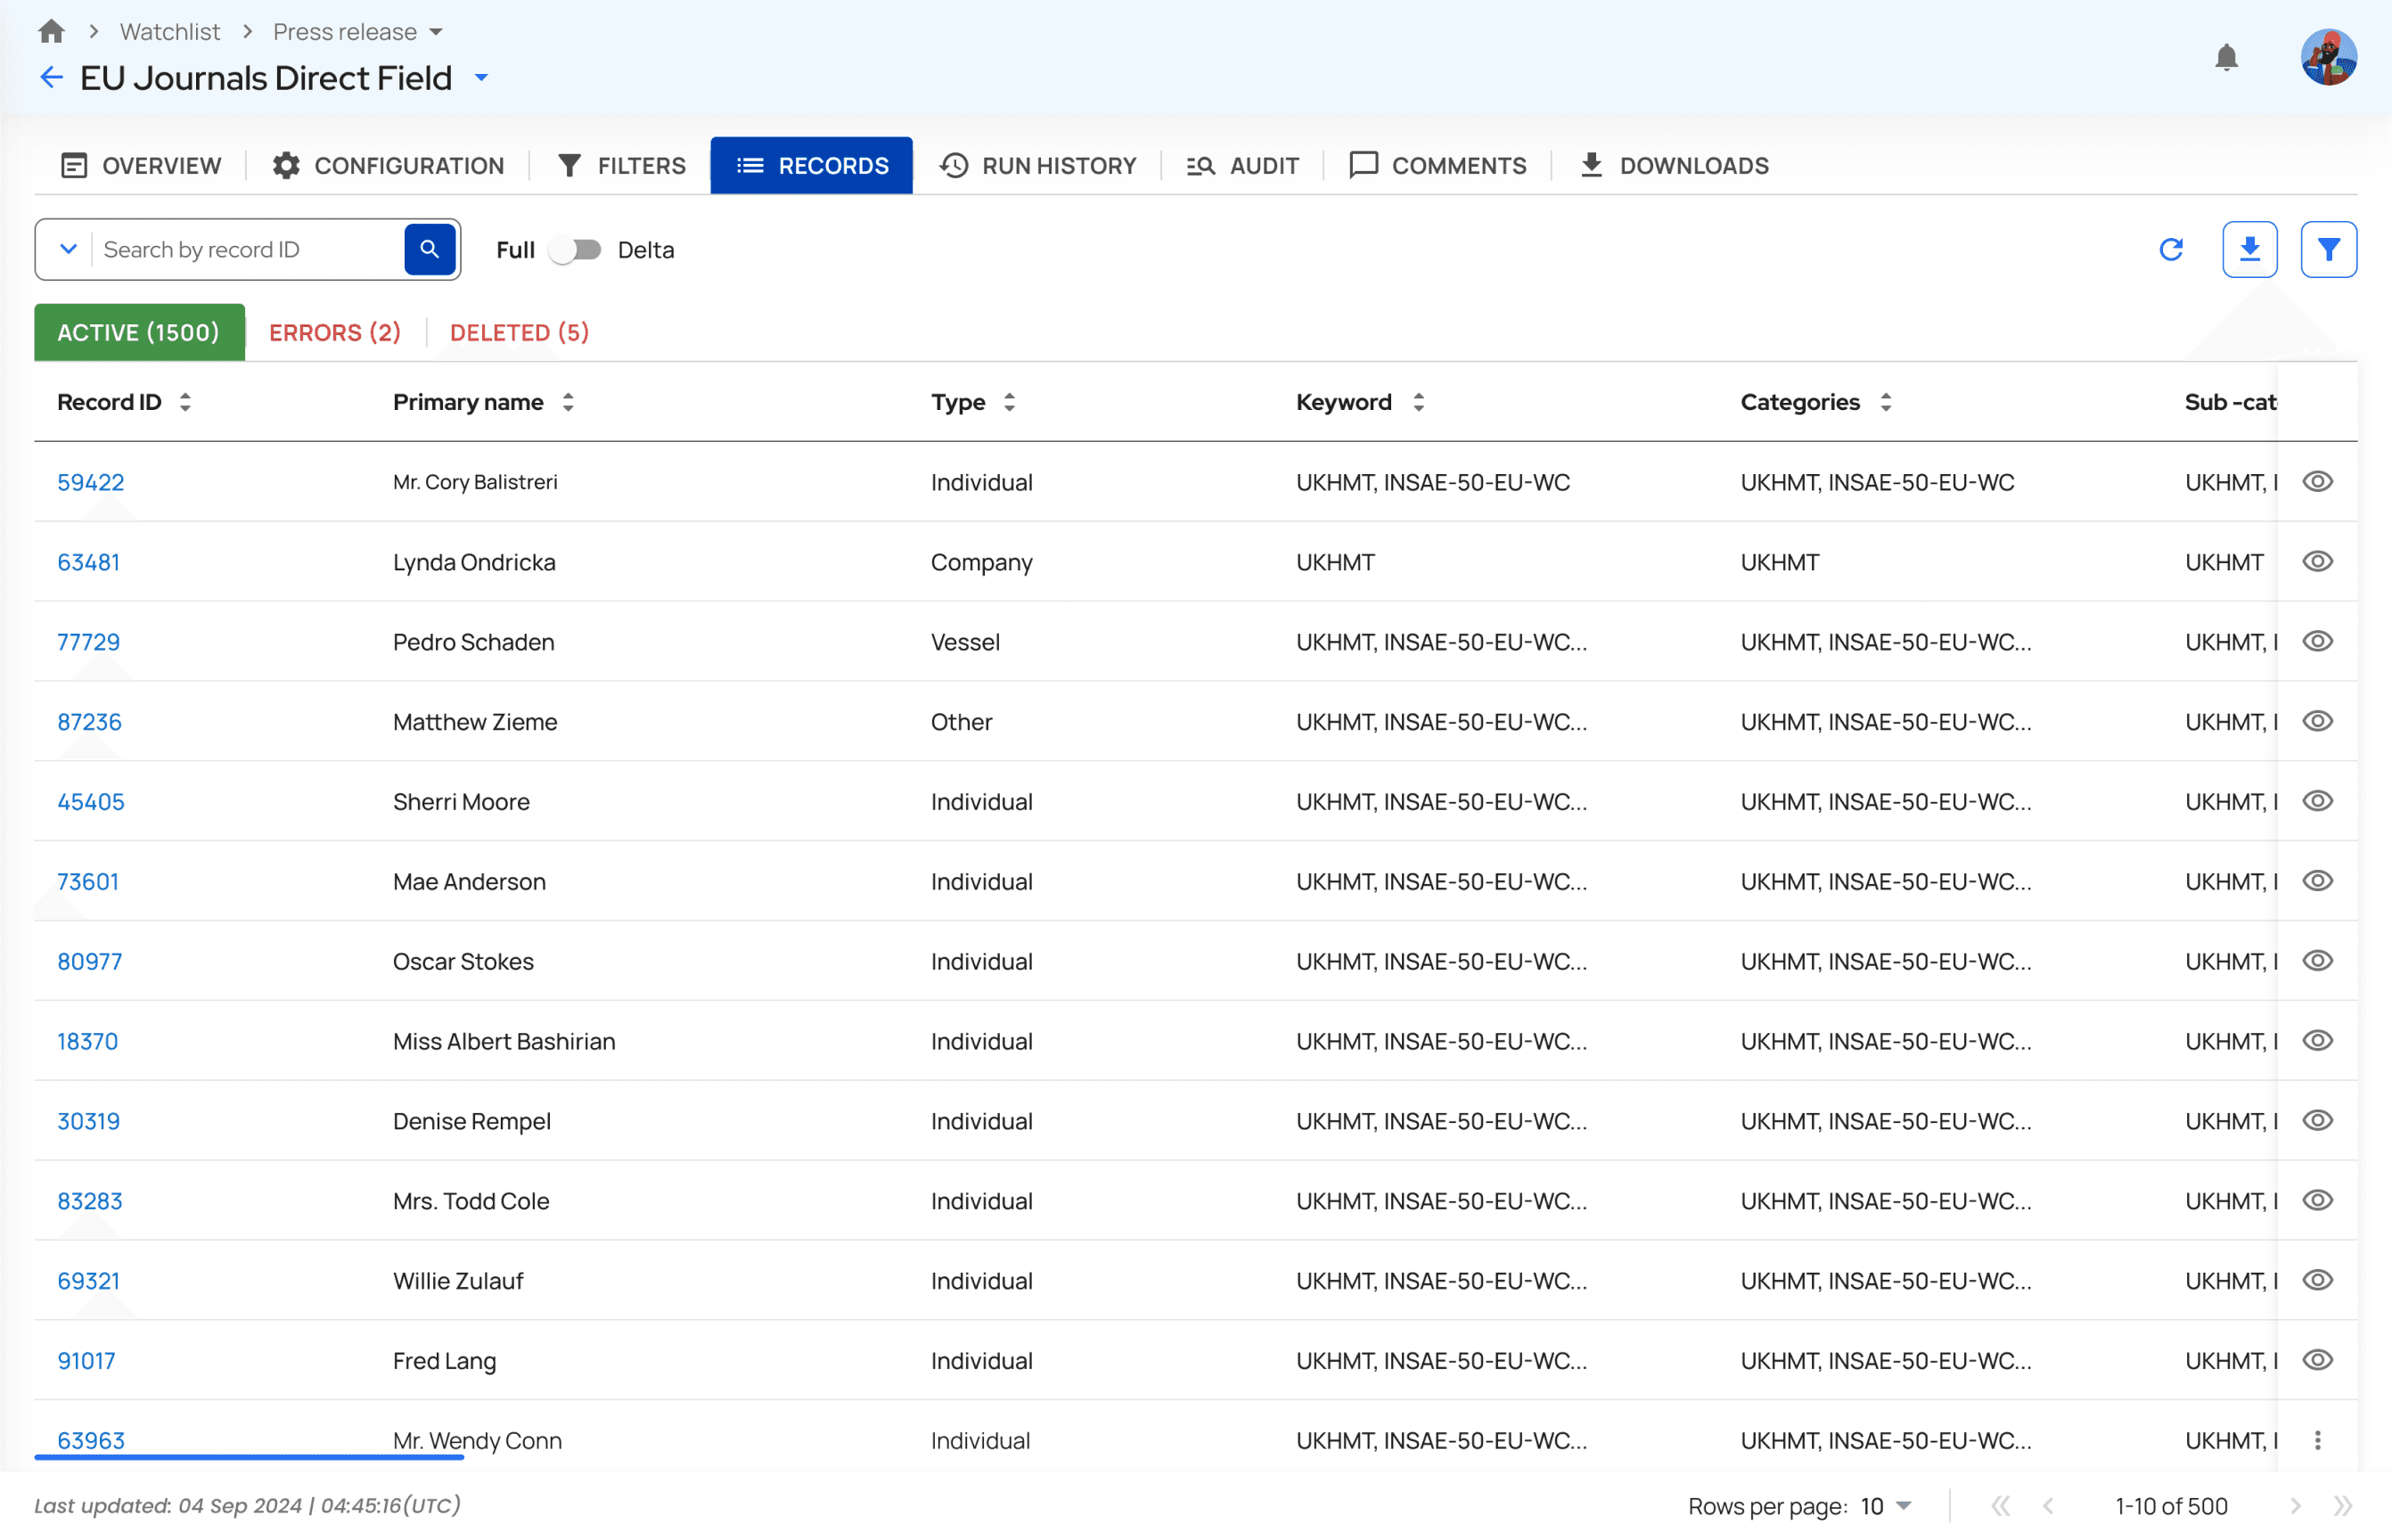 Watchlist Press release
EU Journals Direct Field
OVERVIEW CONFIGURATION FILTERS RECORDS RUN HISTORY AUDIT COMMENTS DOWNLOADS
Search by record ID Full Delta
ACTIVE (1500) ERRORS (2) DELETED (5)
Record ID Primary name Type Keyword Categories Sub -cat
59422 Mr. Cory Balistreri Individual UKHMT, INSAE-50-EU-WC UKHMT, INSAE-50-EU-WC UKHMT,
63481 Lynda Ondricka Company UKHMT UKHMT UKHMT
77729 Pedro Schaden Vessel UKHMT, INSAE-50-EU-WC... UKHMT, INSAE-50-EU-WC... UKHMT,
87236 Matthew Zieme Other UKHMT, INSAE-50-EU-WC... UKHMT, INSAE-50-EU-WC... UKHMT,
45405 Sherri Moore Individual UKHMT, INSAE-50-EU-WC... UKHMT, INSAE-50-EU-WC... UKHMT,
73601 Mae Anderson Individual UKHMT, INSAE-50-EU-WC... UKHMT, INSAE-50-EU-WC... UKHMT,
80977 Oscar Stokes Individual UKHMT, INSAE-50-EU-WC... UKHMT, INSAE-50-EU-WC... UKHMT,
18370 Miss Albert Bashirian Individual UKHMT, INSAE-50-EU-WC... UKHMT, INSAE-50-EU-WC... UKHMT,
30319 Denise Rempel Individual UKHMT, INSAE-50-EU-WC... UKHMT, INSAE-50-EU-WC... UKHMT,
83283 Mrs. Todd Cole Individual UKHMT, INSAE-50-EU-WC... UKHMT, INSAE-50-EU-WC... UKHMT,
69321 Willie Zulauf Individual UKHMT, INSAE-50-EU-WC... UKHMT, INSAE-50-EU-WC... UKHMT,
91017 Fred Lang Individual UKHMT, INSAE-50-EU-WC... UKHMT, INSAE-50-EU-WC... UKHMT,
63963 Mr. Wendy Conn Individual UKHMT, INSAE-50-EU-WC... UKHMT, INSAE-50-EU-WC... UKHMT,
Last updated: 04 Sep 2024 | 04:45:16(UTC) Rows per page: 10 1-10 of 500